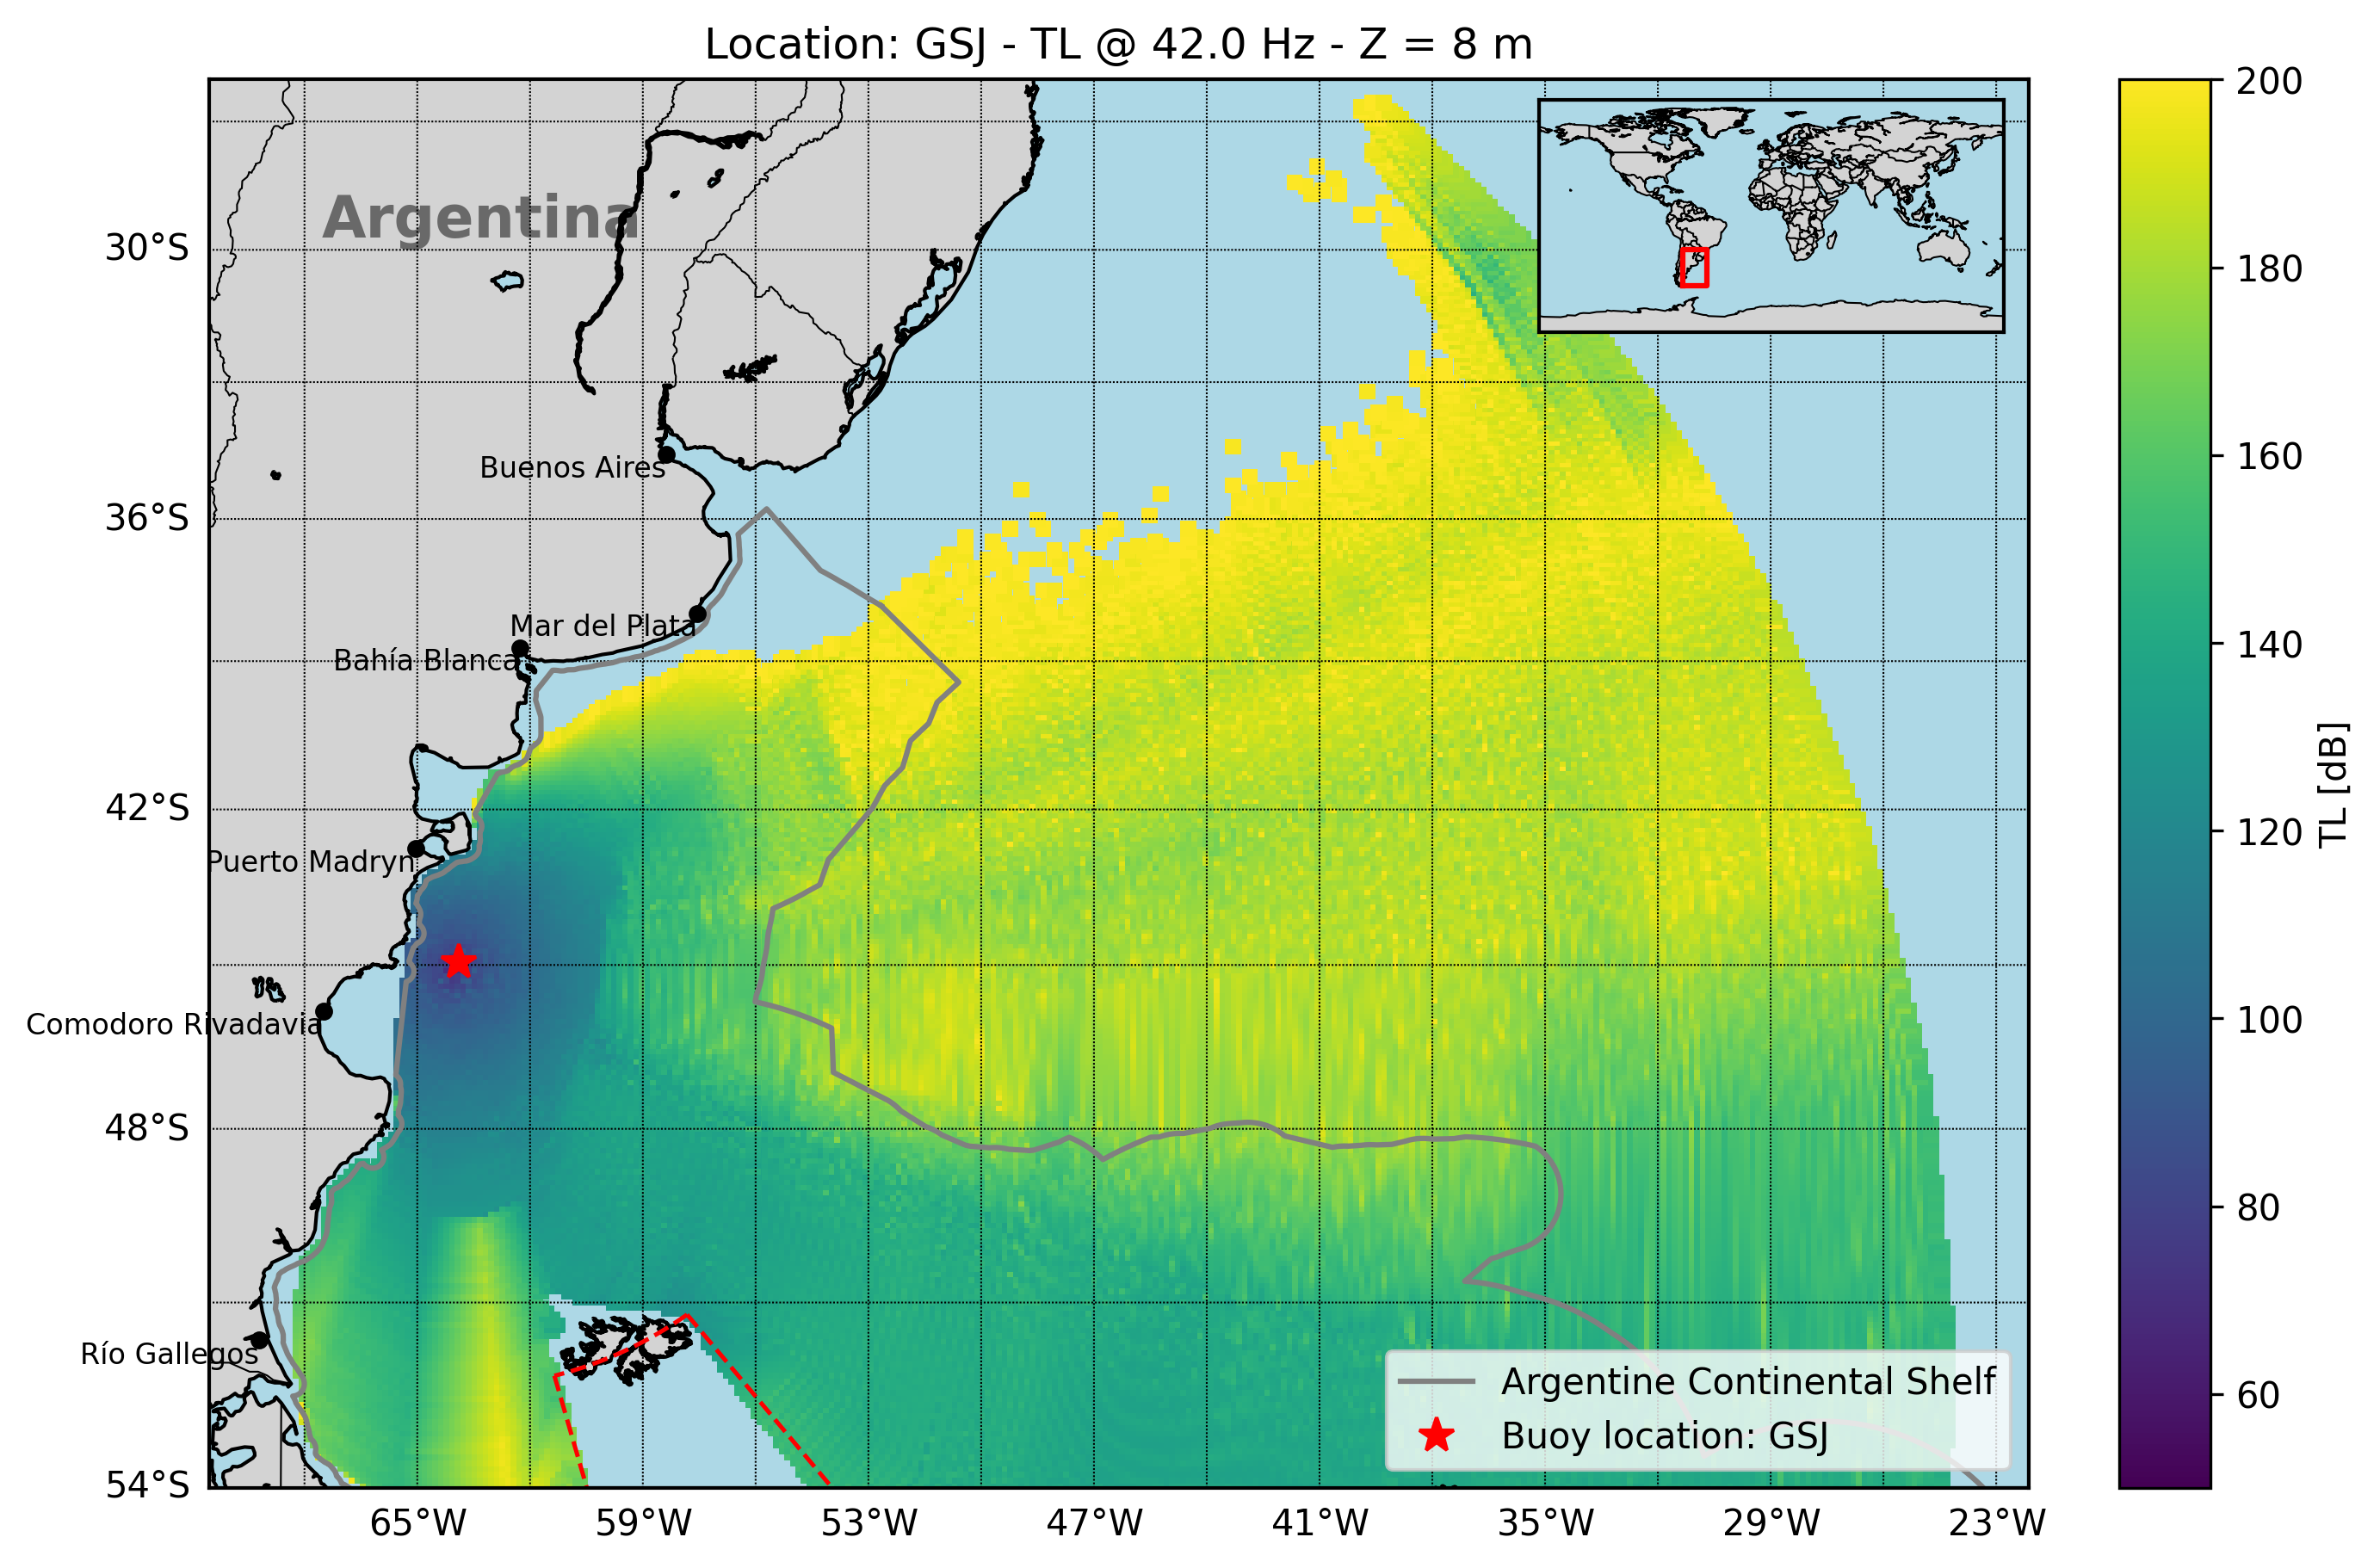 Location: GSJ - TL @ 42.0 Hz - Z = 8 m
Argentina
30°S
36°S
42°S
48°S
54°S
Buenos Aires
Mar del Plata
Bahía Blanca
Puerto Madryn
Comodoro Rivadavia
Río Gallegos
Argentine Continental Shelf
Buoy location: GSJ
65°W
59°W
53°W
47°W
41°W
35°W
29°W
23°W
200
180
160
140
120
100
80
60
TL [dB]